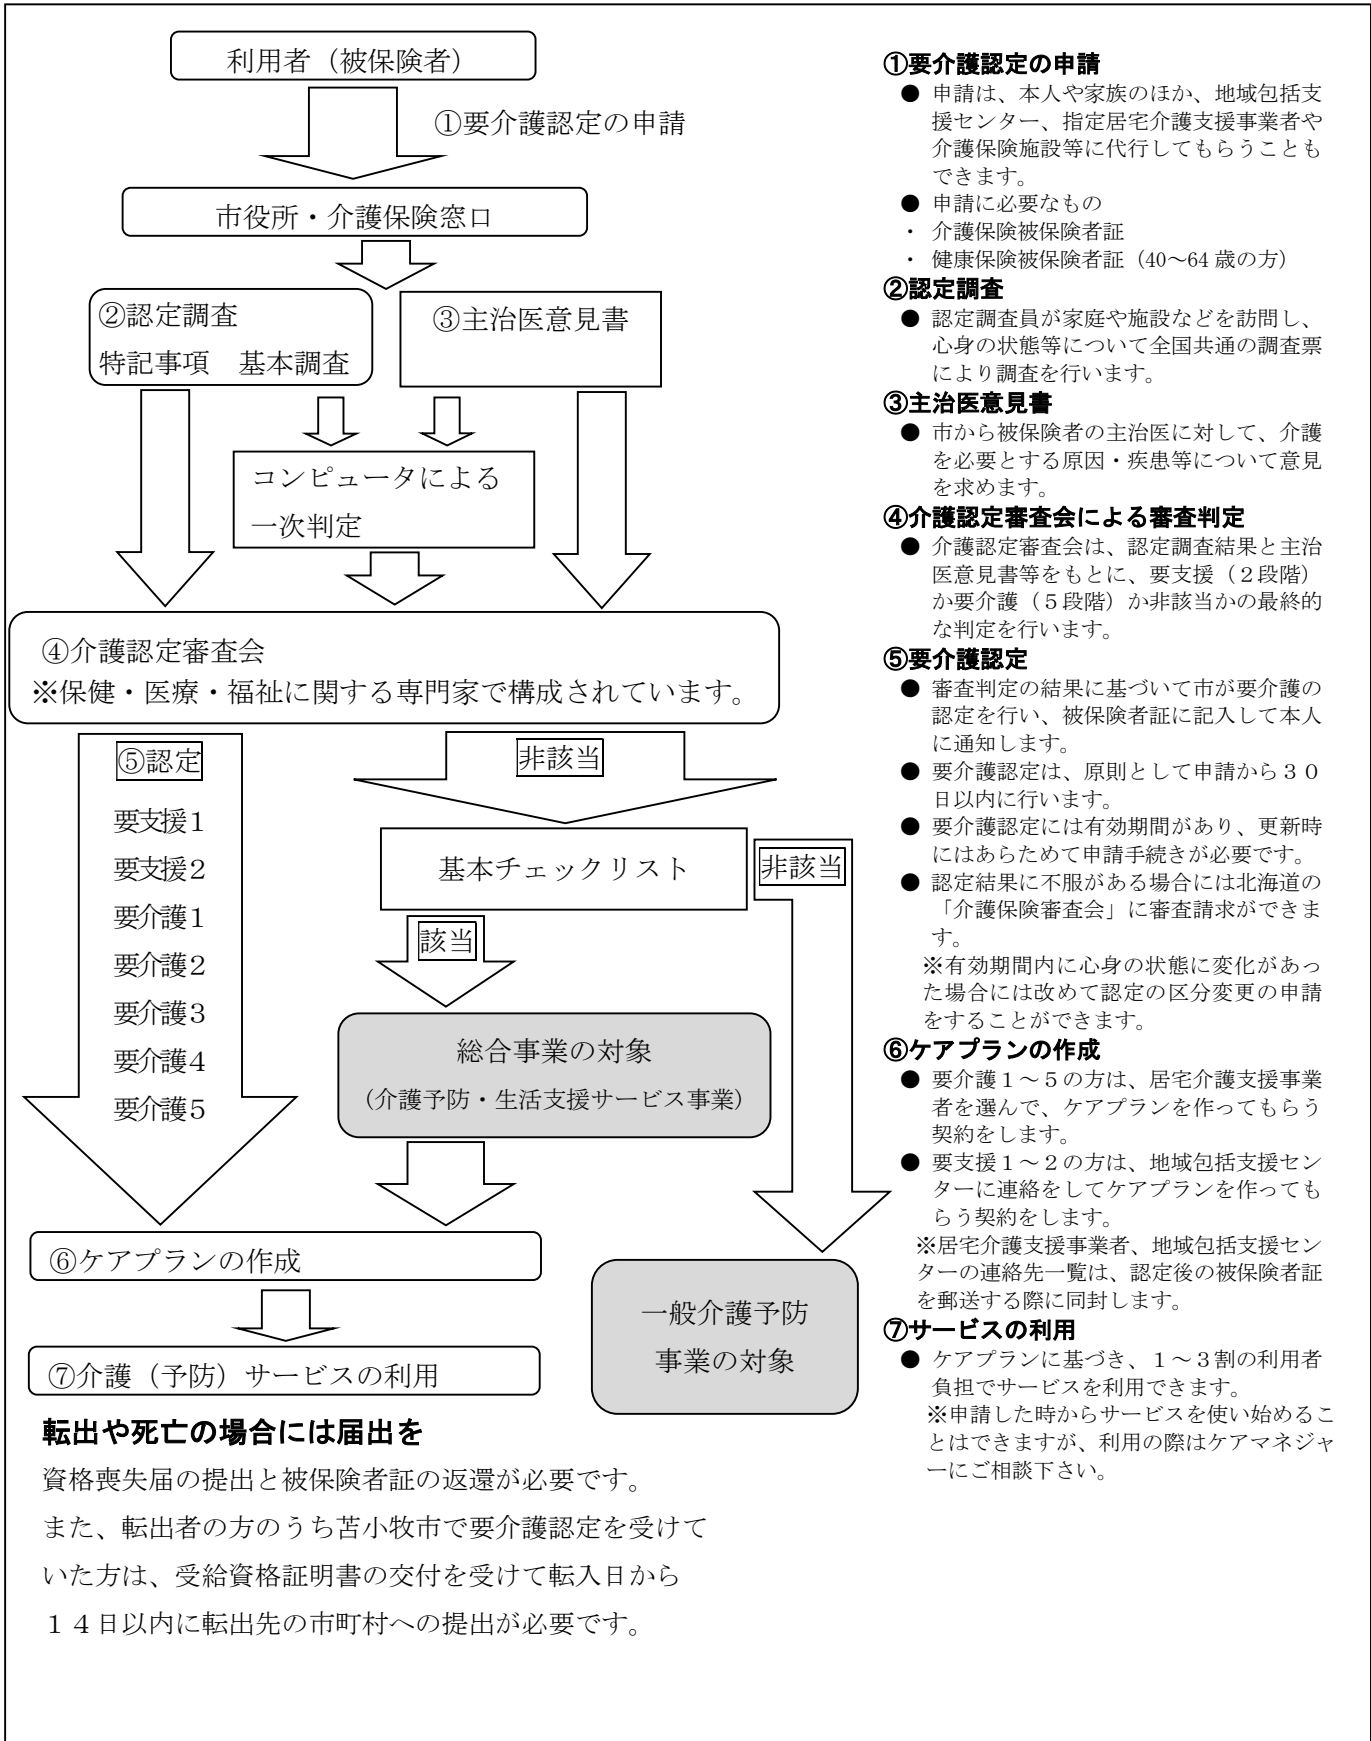 利用者（被保険者）
①要介護認定の申請
市役所・介護保険窓口
②認定調査
特記事項　基本調査
③主治医意見書
コンピュータによる
一次判定
④介護認定審査会
※保健・医療・福祉に関する専門家で構成されています。
⑤認定
要支援１
要支援２
要介護１
要介護２
要介護３
要介護４
要介護５
非該当
基本チェックリスト
非該当
該当
総合事業の対象
（介護予防・生活支援サービス事業）
⑥ケアプランの作成
⑦介護（予防）サービスの利用
一般介護予防
事業の対象
転出や死亡の場合には届出を
資格喪失届の提出と被保険者証の返還が必要です。
また、転出者の方のうち苫小牧市で要介護認定を受けて
いた方は、受給資格証明書の交付を受けて転入日から
１４日以内に転出先の市町村への提出が必要です。
①要介護認定の申請
● 申請は、本人や家族のほか、地域包括支
援センター、指定居宅介護支援事業者や
介護保険施設等に代行してもらうことも
できます。
● 申請に必要なもの
・ 介護保険被保険者証
・ 健康保険被保険者証（40～64 歳の方）
②認定調査
● 認定調査員が家庭や施設などを訪問し、
心身の状態等について全国共通の調査票
により調査を行います。
③主治医意見書
● 市から被保険者の主治医に対して、介護
を必要とする原因・疾患等について意見
を求めます。
④介護認定審査会による審査判定
● 介護認定審査会は、認定調査結果と主治
医意見書等をもとに、要支援（２段階）
か要介護（５段階）か非該当かの最終的
な判定を行います。
⑤要介護認定
● 審査判定の結果に基づいて市が要介護の
認定を行い、被保険者証に記入して本人
に通知します。
● 要介護認定は、原則として申請から３０
日以内に行います。
● 要介護認定には有効期間があり、更新時
にはあらためて申請手続きが必要です。
● 認定結果に不服がある場合には北海道の
「介護保険審査会」に審査請求ができま
す。
※有効期間内に心身の状態に変化があっ
た場合には改めて認定の区分変更の申請
をすることができます。
⑥ケアプランの作成
● 要介護１～５の方は、居宅介護支援事業
者を選んで、ケアプランを作ってもらう
契約をします。
● 要支援１～２の方は、地域包括支援セン
ターに連絡をしてケアプランを作っても
らう契約をします。
※居宅介護支援事業者、地域包括支援セン
ターの連絡先一覧は、認定後の被保険者証
を郵送する際に同封します。
⑦サービスの利用
● ケアプランに基づき、１～３割の利用者
負担でサービスを利用できます。
※申請した時からサービスを使い始めるこ
とはできますが、利用の際はケアマネジャ
ーにご相談下さい。